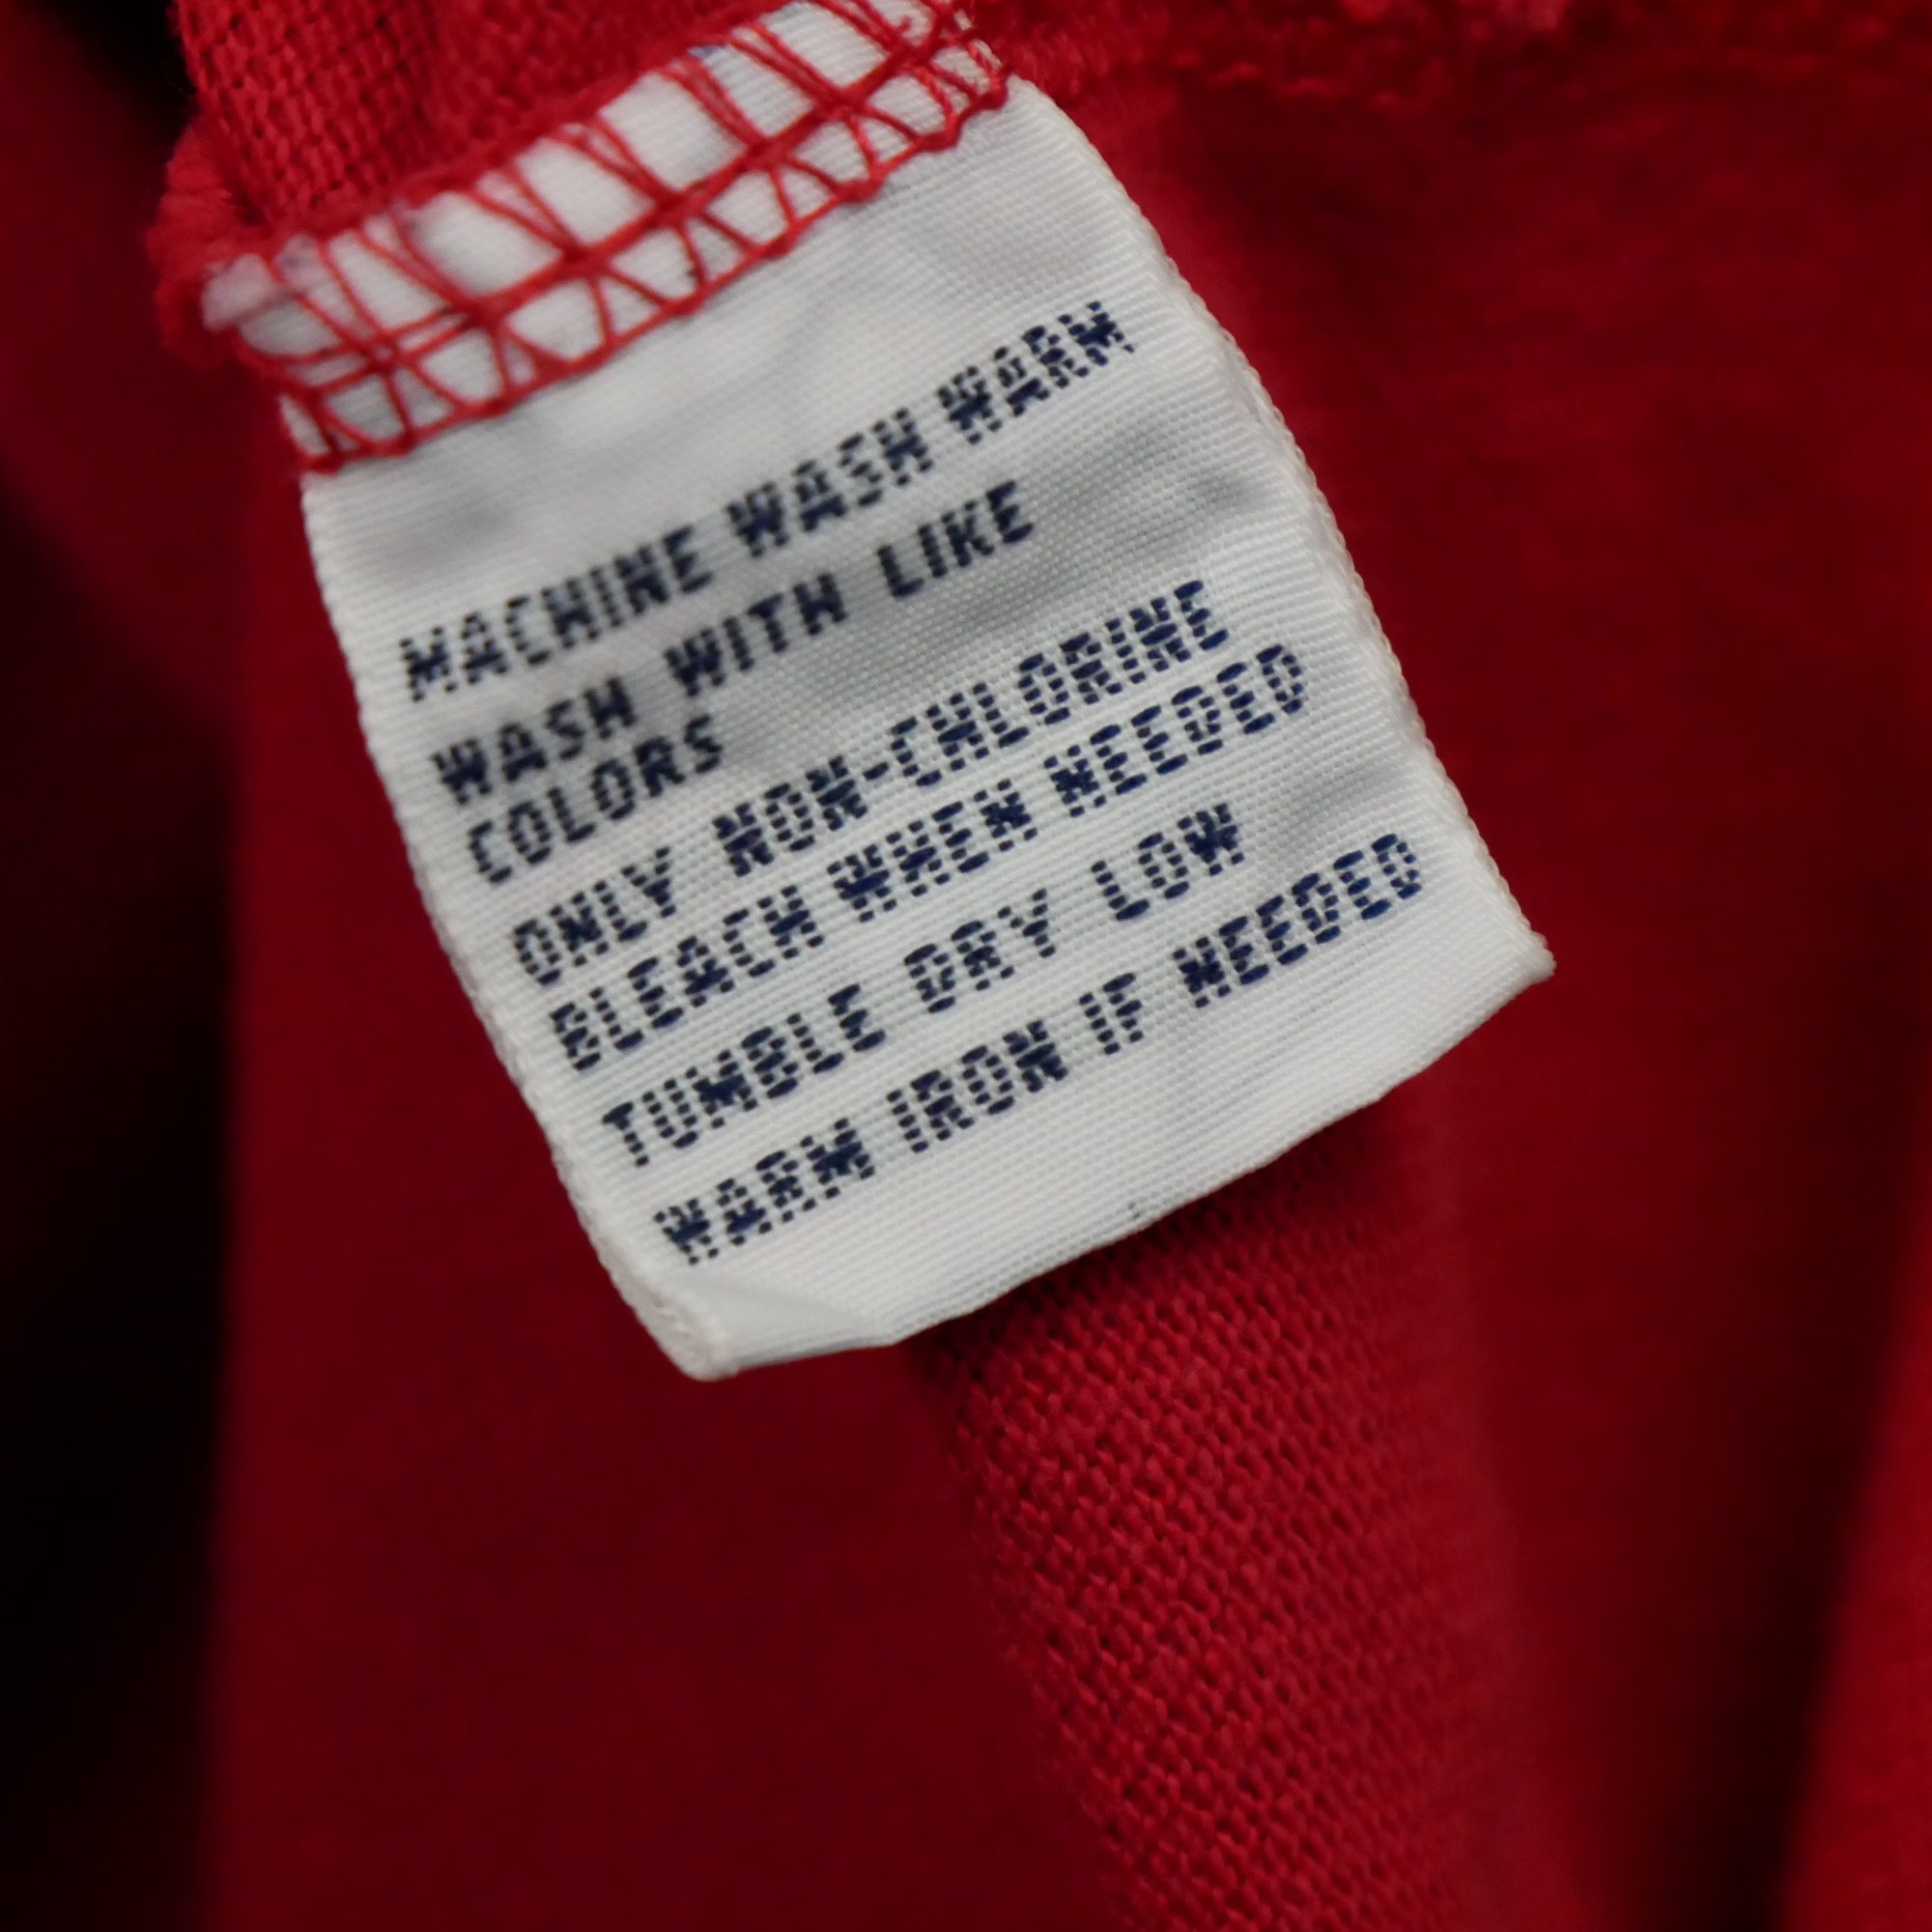 MACHINE WASH WARM
WASH WITH LIKE
COLORS
ONLY NON-CHLORINE
BLEACH WHEN NEEDED
TUMBLE DRY LOW
WARM IRON IF NEEDED